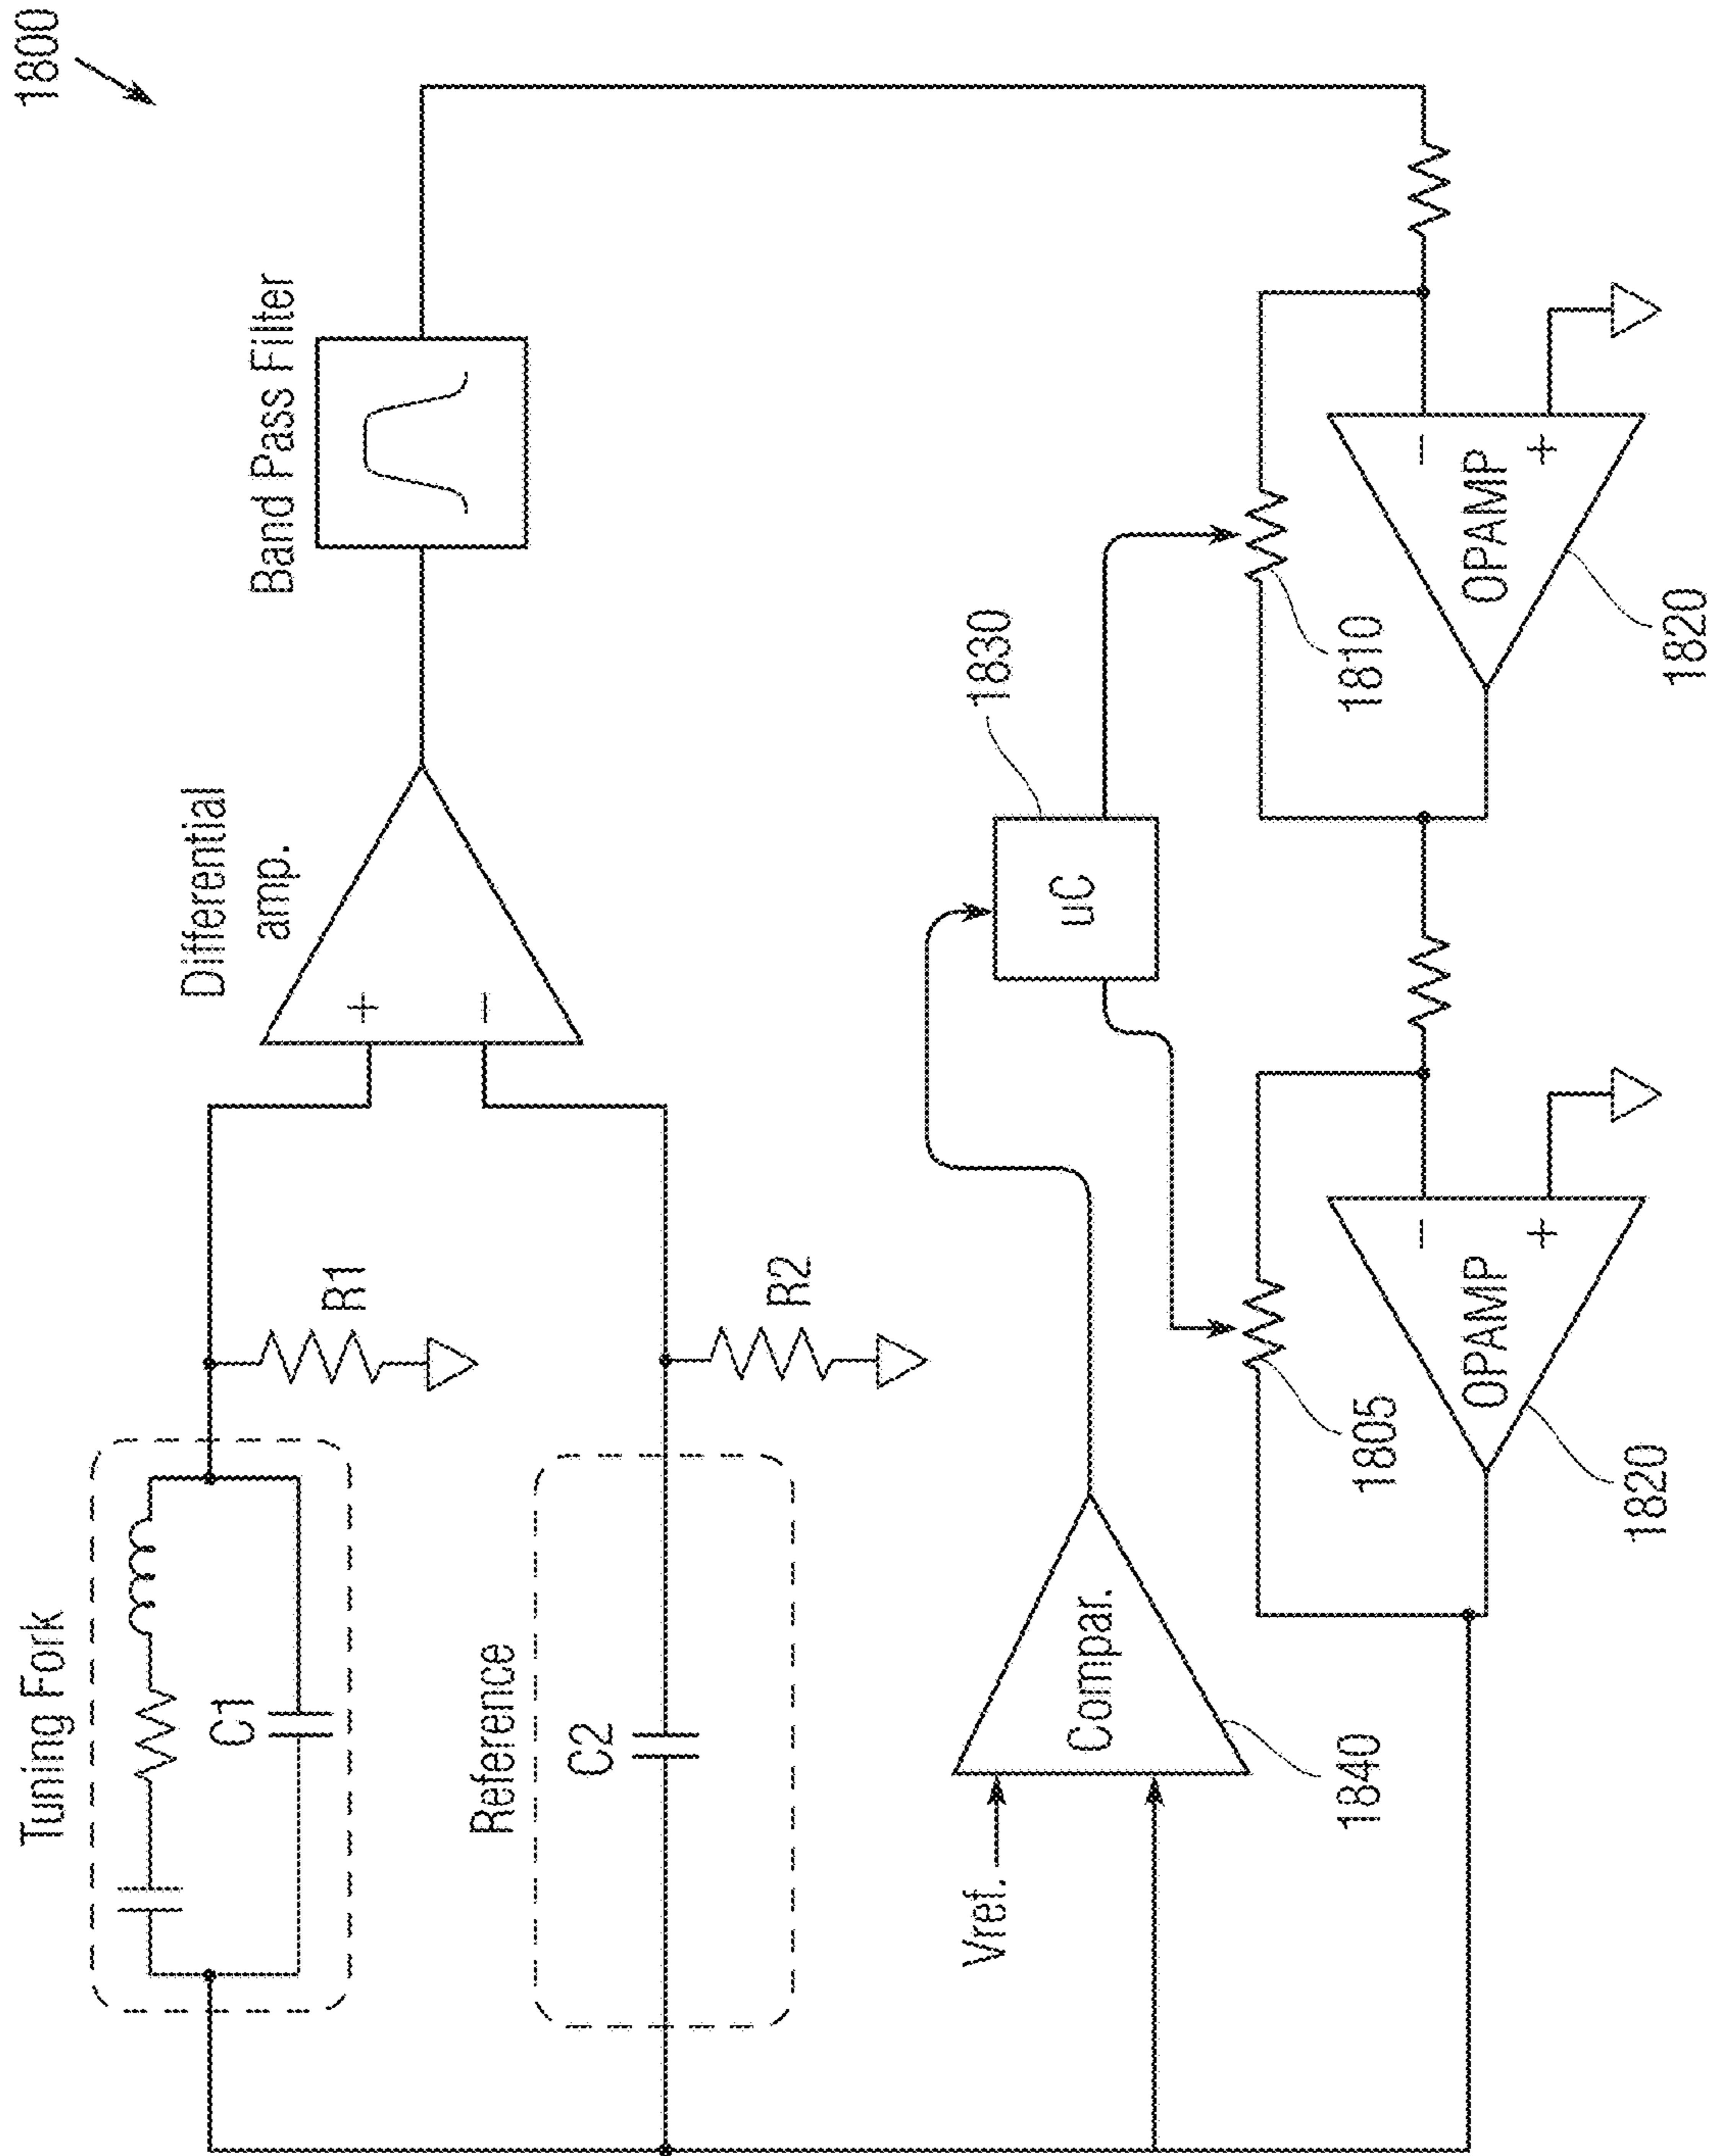 1800
Tuning Fork
C1
R1
Differential
amp.
+
−
Band Pass Filter
Reference
C2
R2
Vref.
Compar.
1840
uC
1830
1805
−
+
OPAMP
1820
1810
−
+
OPAMP
1820